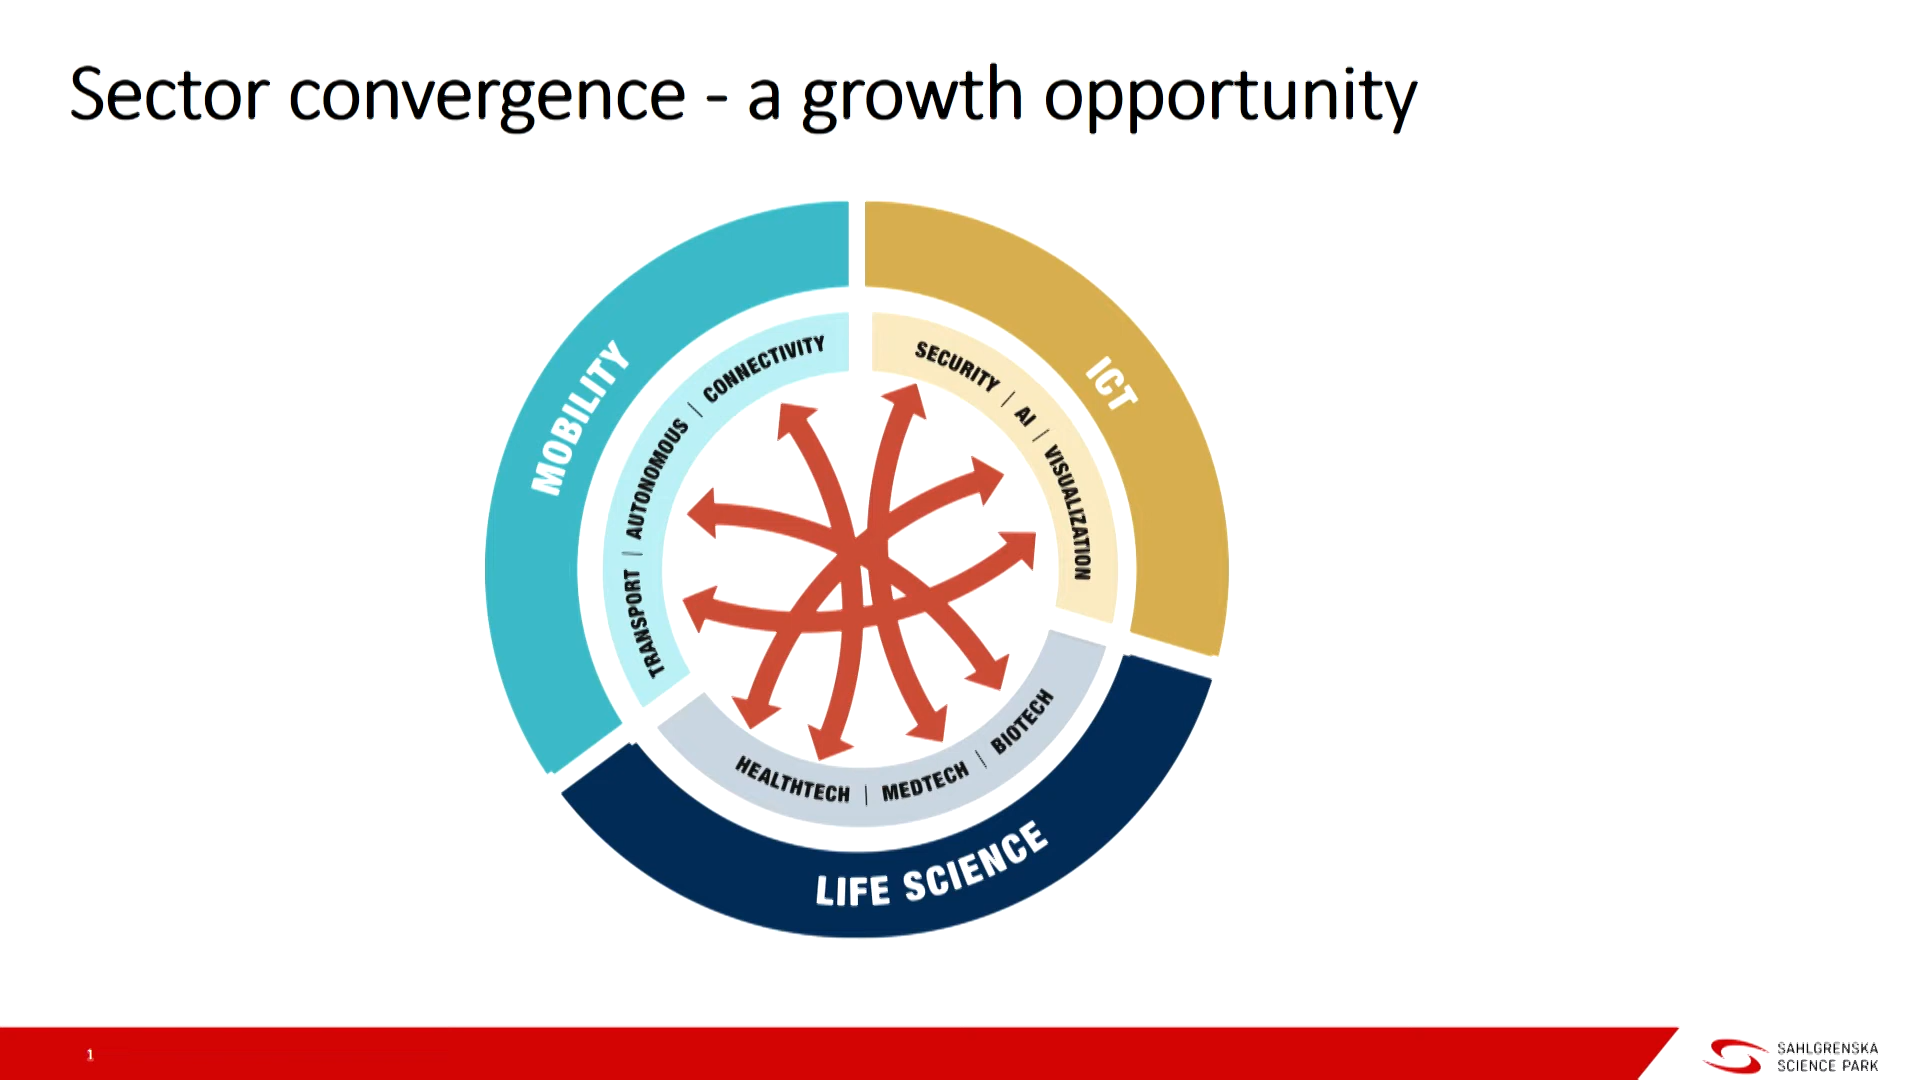 Sector convergence - a growth opportunity
MOBILITY
ICT
CONNECTIVITY
AUTONOMOUS
TRANSPORT
SECURITY | AI | VISUALIZATION
HEALTHTECH | MEDTECH | BIOTECH
LIFE SCIENCE
1
SAHLGRENSKA
SCIENCE PARK